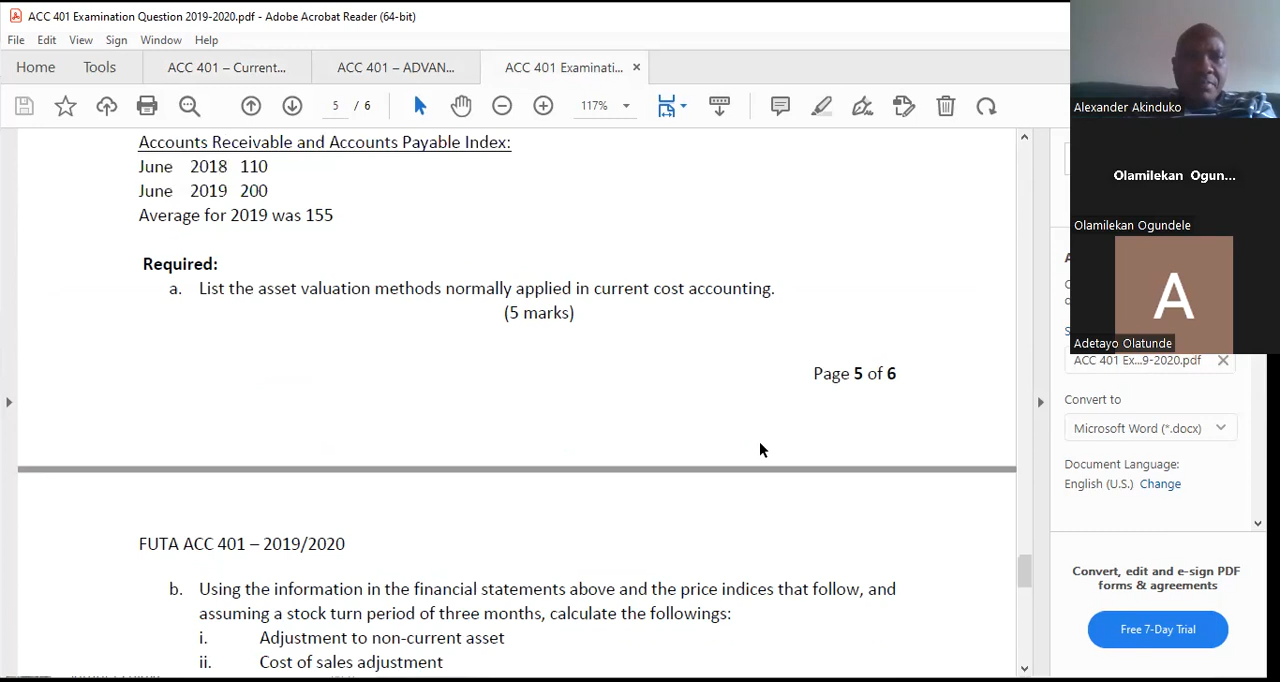 ACC 401 Examination Question 2019-2020.pdf - Adobe Acrobat Reader (64-bit)
File Edit View Sign Window Help
Home Tools ACC 401 – Current... ACC 401 – ADVAN... ACC 401 Examinati... ×
5 / 6 117%
Accounts Receivable and Accounts Payable Index:
June 2018 110
June 2019 200
Average for 2019 was 155
Required:
a. List the asset valuation methods normally applied in current cost accounting.
(5 marks)
Page 5 of 6
FUTA ACC 401 – 2019/2020
b. Using the information in the financial statements above and the price indices that follow, and
assuming a stock turn period of three months, calculate the followings:
i. Adjustment to non-current asset
ii. Cost of sales adjustment
Alexander Akinduko
Olamilekan Ogun...
Olamilekan Ogundele
A
Adetayo Olatunde
ACC 401 Ex...9-2020.pdf
Convert to
Microsoft Word (*.docx)
Document Language:
English (U.S.) Change
Convert, edit and e-sign PDF
forms & agreements
Free 7-Day Trial